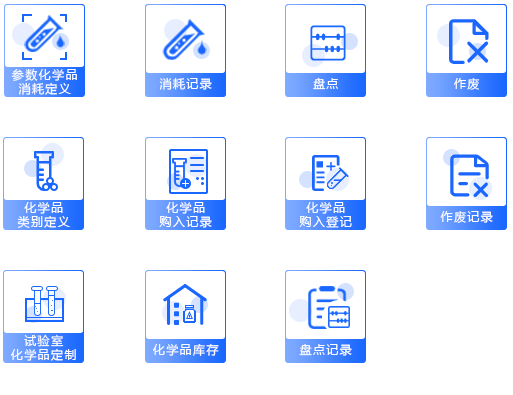 参数化学品
消耗定义
消耗记录
盘点
作废
化学品
类别定义
化学品
购入记录
化学品
购入登记
作废记录
试验室
化学品定制
化学品库存
盘点记录